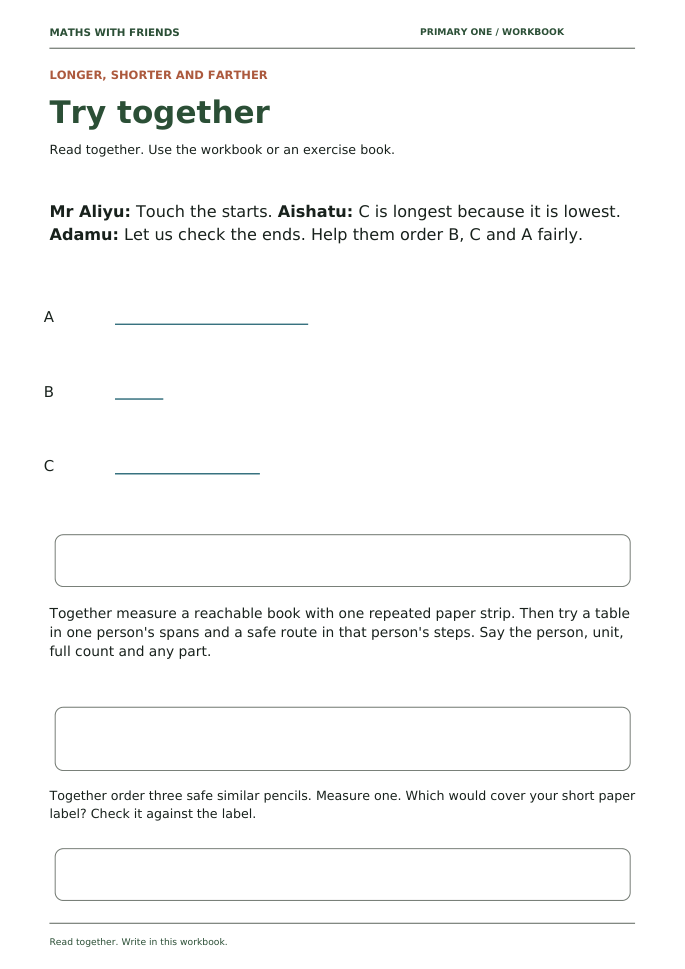 MATHS WITH FRIENDS
PRIMARY ONE / WORKBOOK
LONGER, SHORTER AND FARTHER
Try together
Read together. Use the workbook or an exercise book.
Mr Aliyu: Touch the starts. Aishatu: C is longest because it is lowest.
Adamu: Let us check the ends. Help them order B, C and A fairly.
A
B
C
Together measure a reachable book with one repeated paper strip. Then try a table
in one person's spans and a safe route in that person's steps. Say the person, unit,
full count and any part.
Together order three safe similar pencils. Measure one. Which would cover your short paper
label? Check it against the label.
Read together. Write in this workbook.